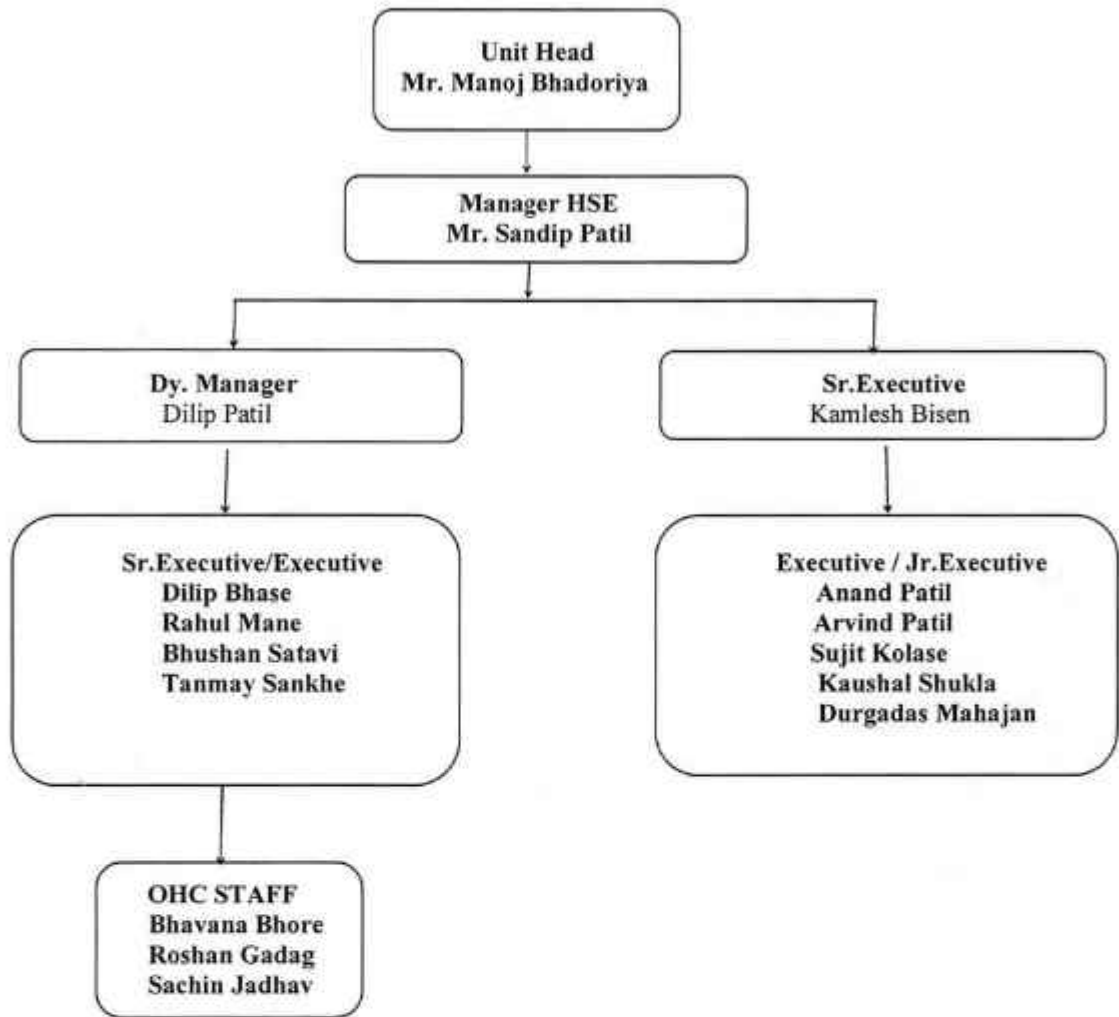 Unit Head
Mr. Manoj Bhadoriya
Manager HSE
Mr. Sandip Patil
Dy. Manager
Dilip Patil
Sr.Executive
Kamlesh Bisen
Sr.Executive/Executive
Dilip Bhase
Rahul Mane
Bhushan Satavi
Tanmay Sankhe
Executive / Jr.Executive
Anand Patil
Arvind Patil
Sujit Kolase
Kaushal Shukla
Durgadas Mahajan
OHC STAFF
Bhavana Bhore
Roshan Gadag
Sachin Jadhav